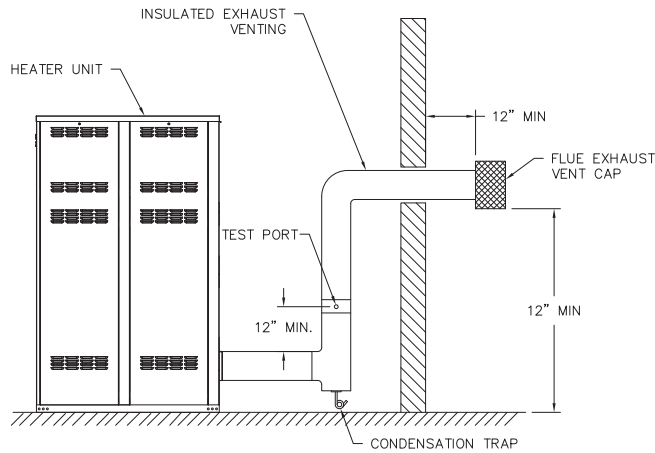 INSULATED EXHAUST
VENTING
HEATER UNIT
12” MIN
FLUE EXHAUST
VENT CAP
TEST PORT
12” MIN.
12” MIN
CONDENSATION TRAP